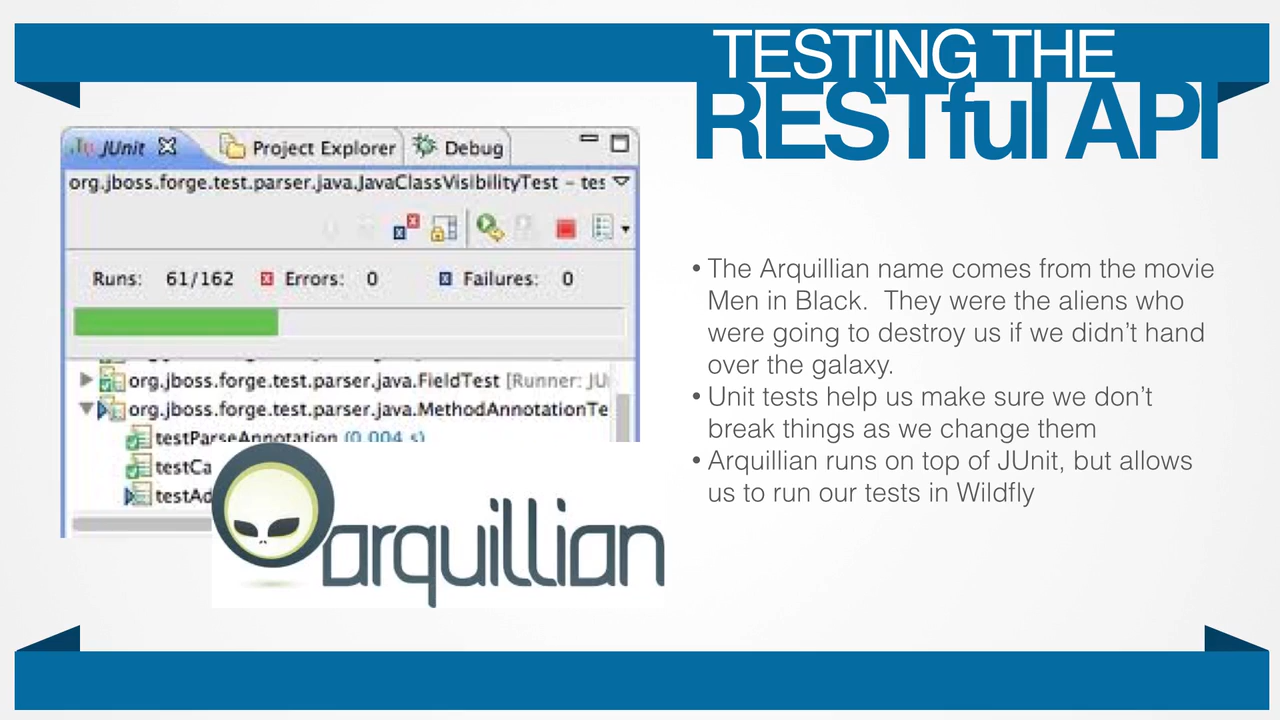 TESTING THE
RESTful API
JUnit
Project Explorer
Debug
org.jboss.forge.test.parser.java.JavaClassVisibilityTest – tes
Runs: 61/162
Errors: 0
Failures: 0
org.jboss.forge.test.parser.java.FieldTest [Runner: JU
org.jboss.forge.test.parser.java.MethodAnnotationTe
testParseAnnotation (0.004 s)
testCa
testAd
arquillian
• The Arquillian name comes from the movie
Men in Black.  They were the aliens who
were going to destroy us if we didn’t hand
over the galaxy.
• Unit tests help us make sure we don’t
break things as we change them
• Arquillian runs on top of JUnit, but allows
us to run our tests in Wildfly